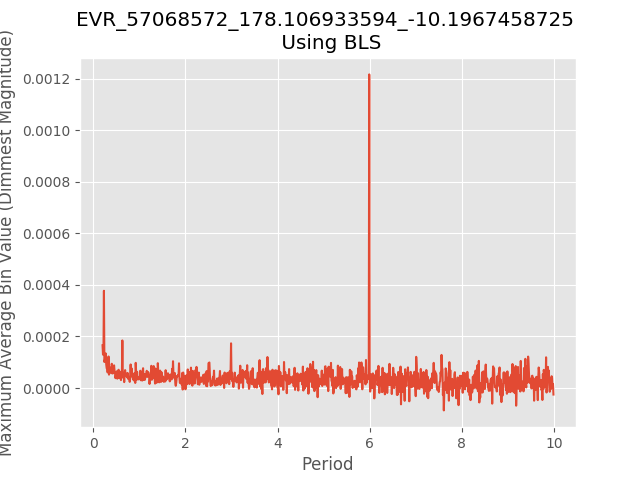 EVR_57068572_178.106933594_-10.1967458725
Using BLS
Maximum Average Bin Value (Dimmest Magnitude)
0.0012
0.0010
0.0008
0.0006
0.0004
0.0002
0.0000
0 2 4 6 8 10
Period